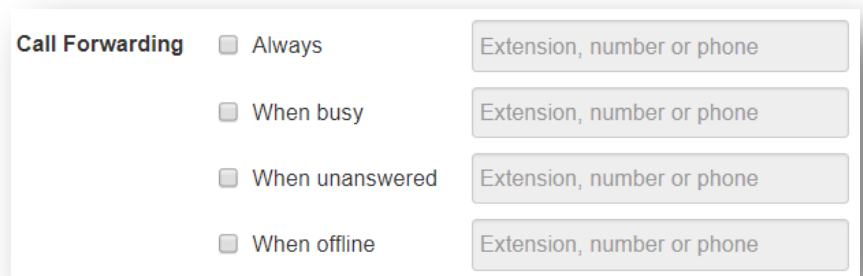 Call Forwarding Always Extension, number or phone
When busy Extension, number or phone
When unanswered Extension, number or phone
When offline Extension, number or phone